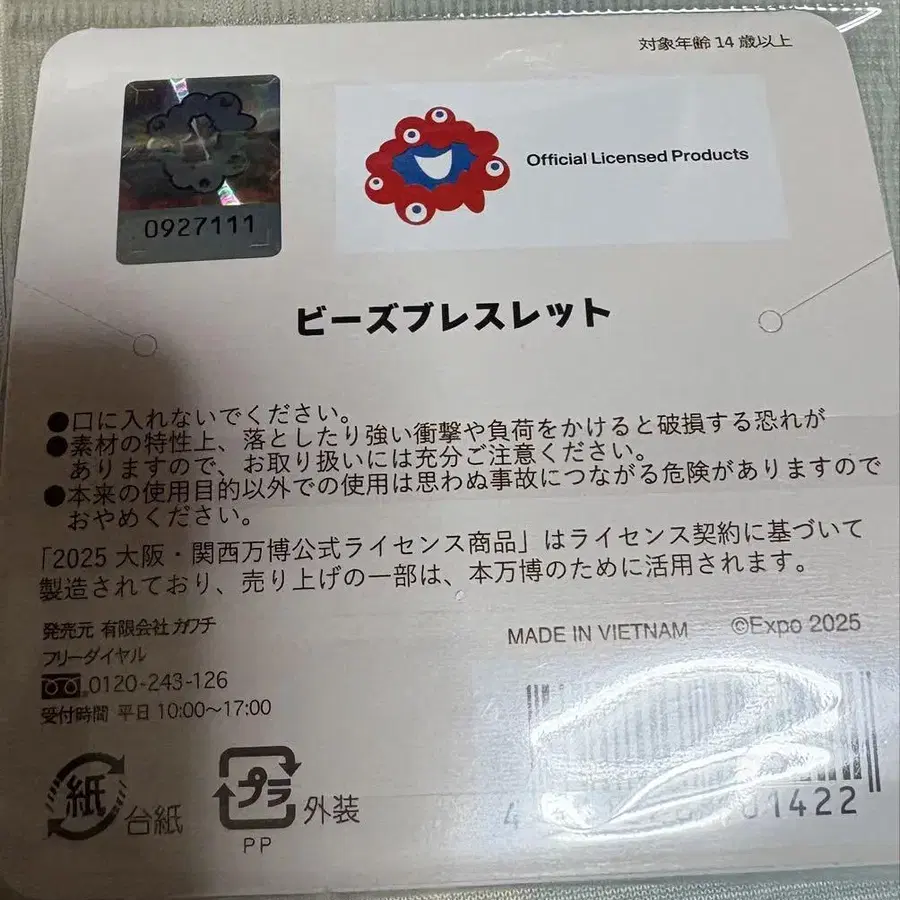 対象年齢 14 歳以上
0927111
Official Licensed Products
ビーズブレスレット
●口に入れないでください。
●素材の特性上、落としたり強い衝撃や負荷をかけると破損する恐れが
ありますので、お取り扱いには充分ご注意ください。
●本来の使用目的以外での使用は思わぬ事故につながる危険がありますので
おやめください。
「2025 大阪・関西万博公式ライセンス商品」はライセンス契約に基づいて
製造されており、売り上げの一部は、本万博のために活用されます。
発売元 有限会社 カワチ
フリーダイヤル
0120-243-126
受付時間 平日 10:00～17:00
MADE IN VIETNAM ©Expo 2025
紙 台紙
プラ 外装
PP
4 01422